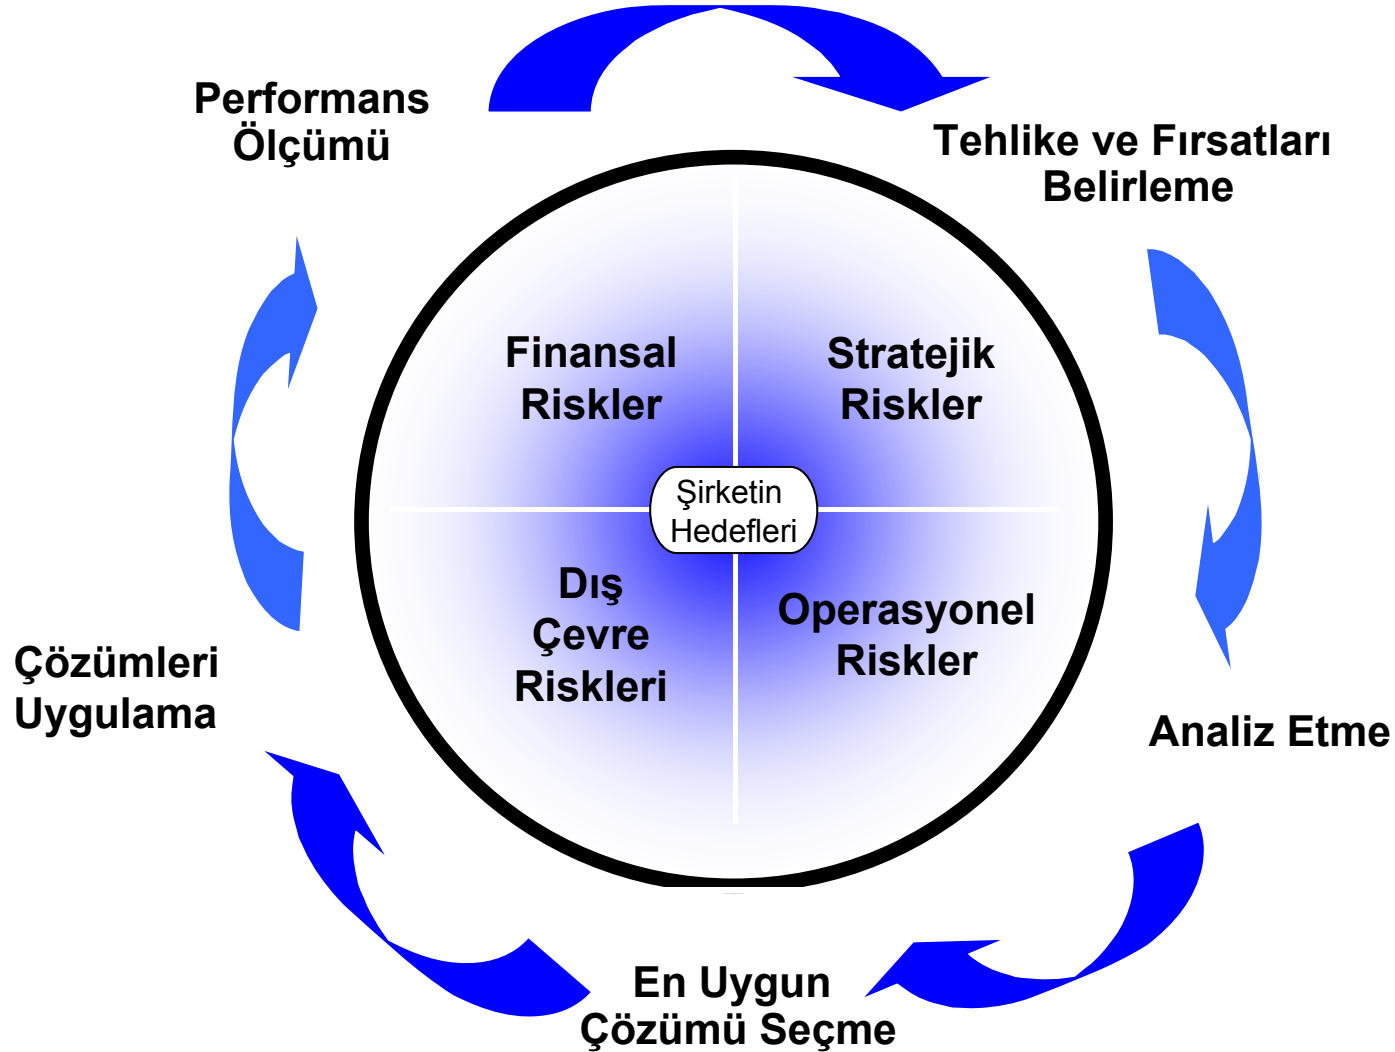 Performans
Ölçümü
Tehlike ve Fırsatları
Belirleme
Finansal
Riskler
Stratejik
Riskler
Şirketin
Hedefleri
Dış
Çevre
Riskleri
Operasyonel
Riskler
Çözümleri
Uygulama
Analiz Etme
En Uygun
Çözümü Seçme